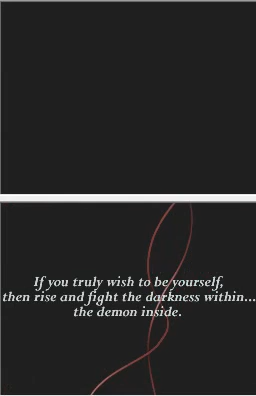 If you truly wish to be yourself,
then rise and fight the darkness within...
the demon inside.